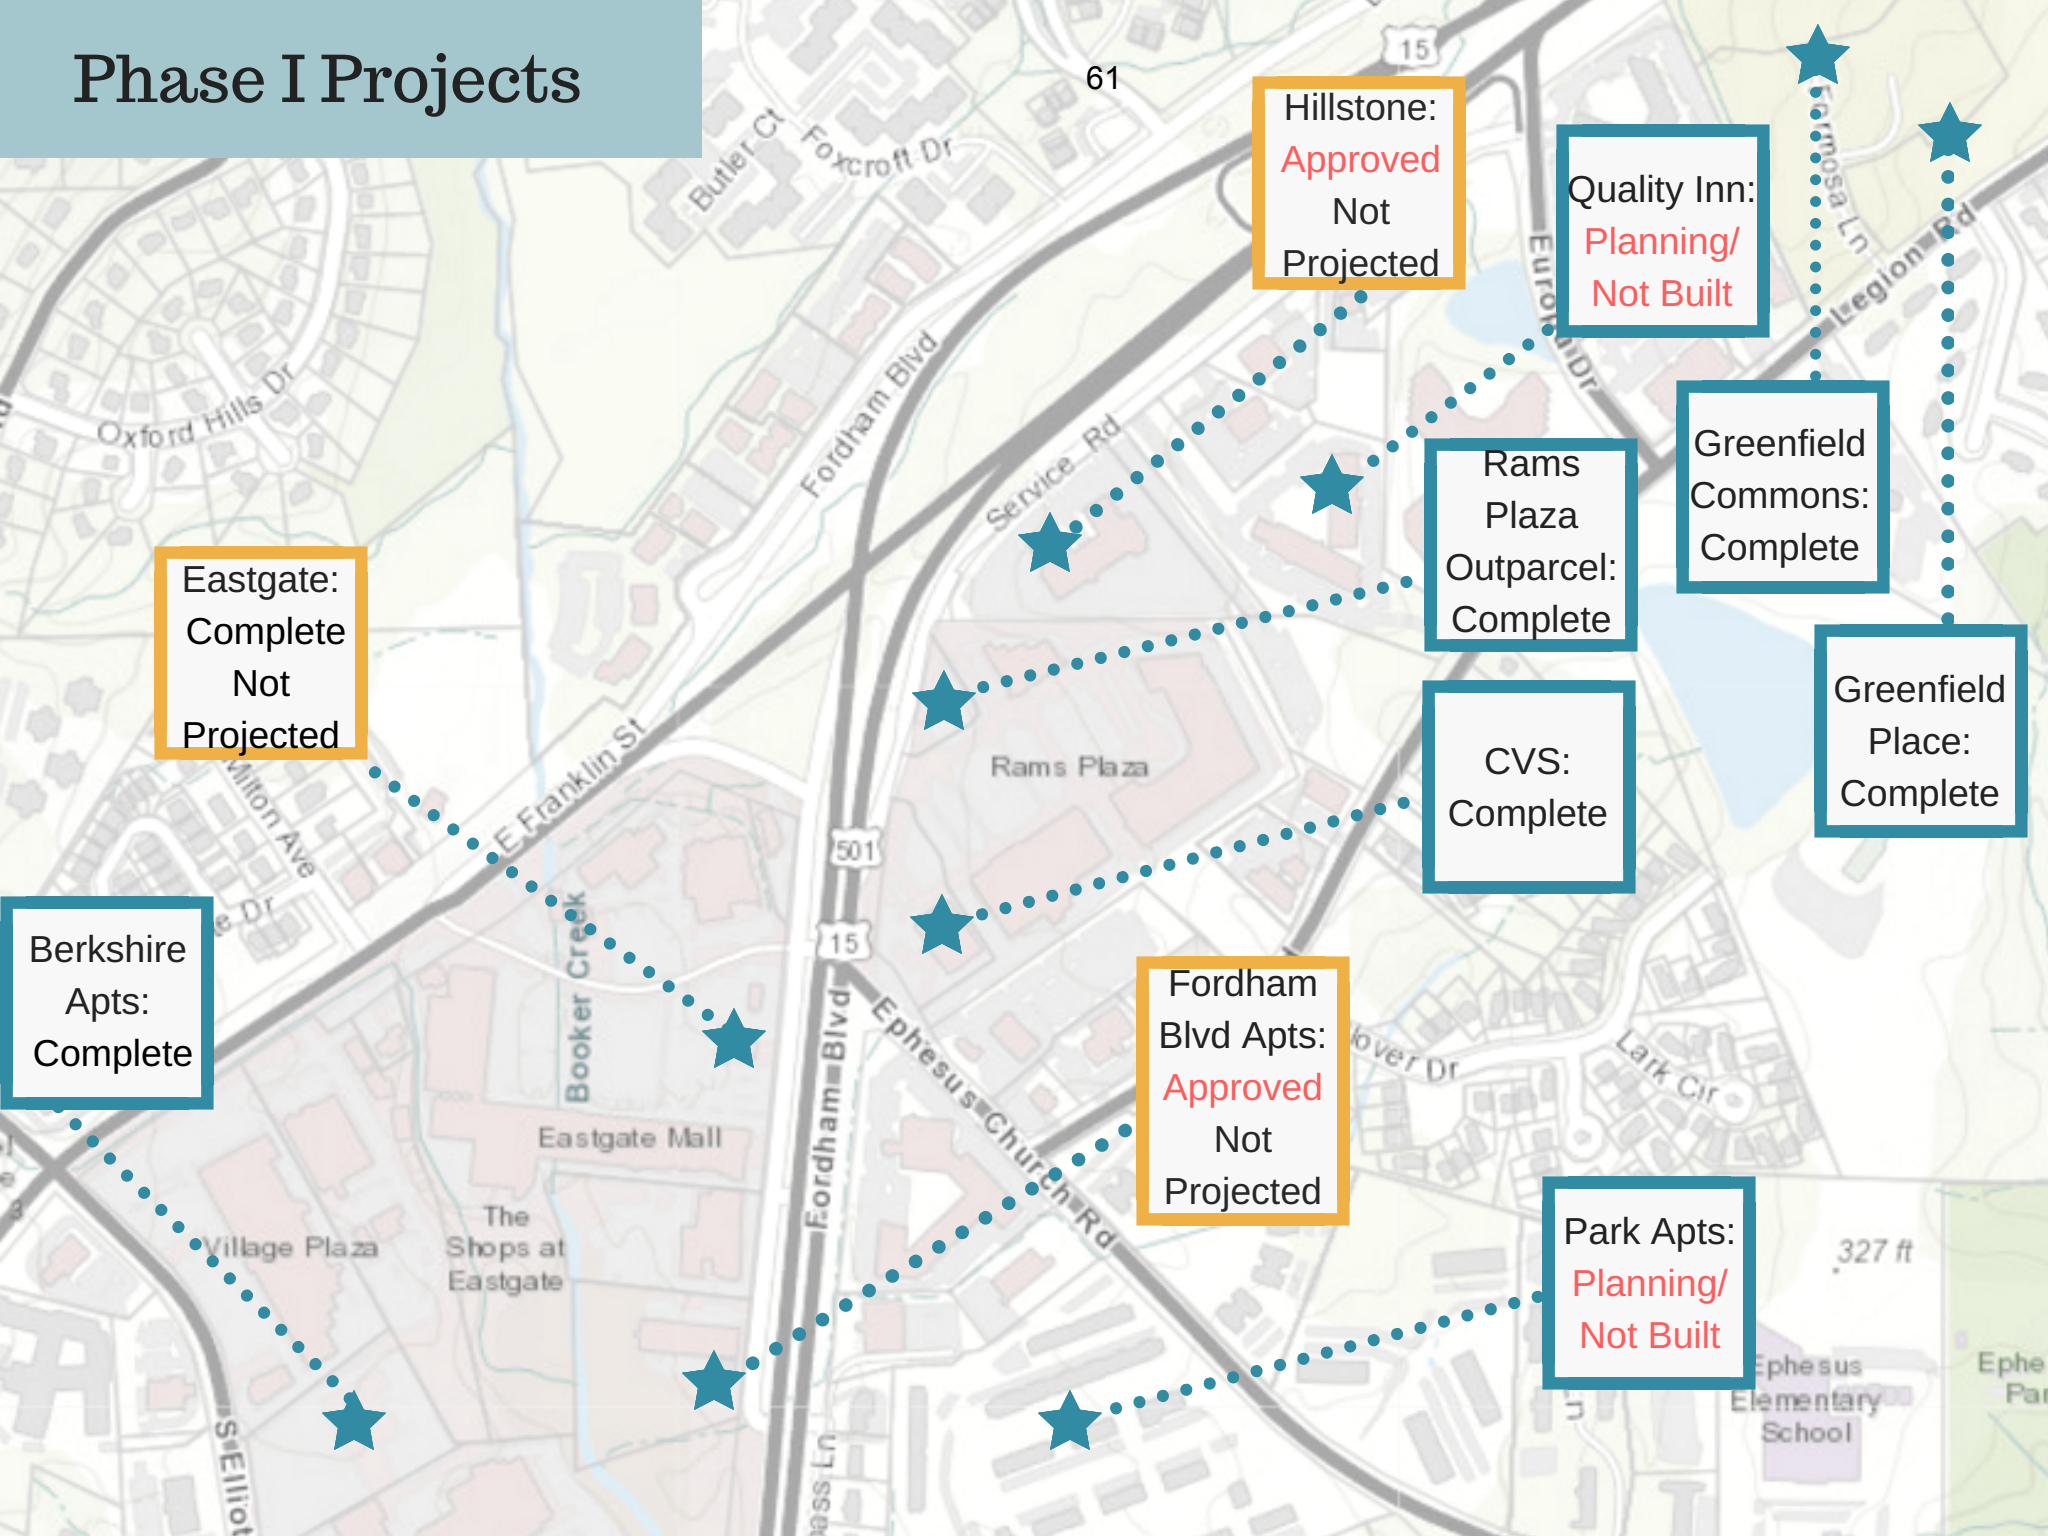 Phase I Projects
61
15
Hillstone:
Approved
Not
Projected
Quality Inn:
Planning/
Not Built
Butler Ct
Foxcroft Dr
Formosa Ln
Legion Rd
Oxford Hills Dr
Fordham Blvd
Service Rd
Greenfield
Commons:
Complete
Rams
Plaza
Outparcel:
Complete
Eastgate:
Complete
Not
Projected
Greenfield
Place:
Complete
CVS:
Complete
Rams Plaza
E Franklin St
Milton Ave
501
15
Booker Creek
Berkshire
Apts:
Complete
Fordham
Blvd Apts:
Approved
Not
Projected
Fordham Blvd
Ephesus Church Rd
Lark Cir
Eastgate Mall
The
Shops at
Eastgate
Village Plaza
Park Apts:
Planning/
Not Built
327 ft
Ephesus
Elementary
School